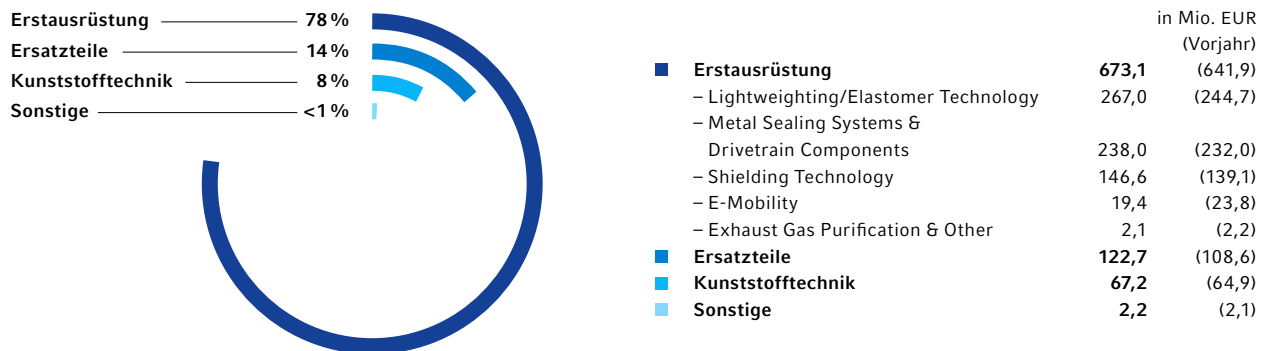 Erstausrüstung 78 %
Ersatzteile 14 %
Kunststofftechnik 8 %
Sonstige <1 %
in Mio. EUR
(Vorjahr)
Erstausrüstung 673,1 (641,9)
– Lightweighting/Elastomer Technology 267,0 (244,7)
– Metal Sealing Systems &
Drivetrain Components 238,0 (232,0)
– Shielding Technology 146,6 (139,1)
– E-Mobility 19,4 (23,8)
– Exhaust Gas Purification & Other 2,1 (2,2)
Ersatzteile 122,7 (108,6)
Kunststofftechnik 67,2 (64,9)
Sonstige 2,2 (2,1)